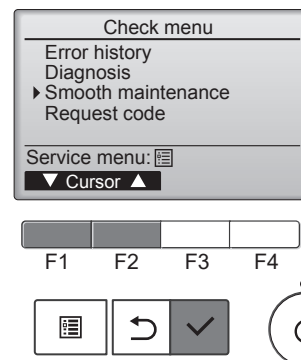 Check menu
Error history
Diagnosis
Smooth maintenance
Request code
Service menu:
▼ Cursor ▲
F1 F2 F3 F4